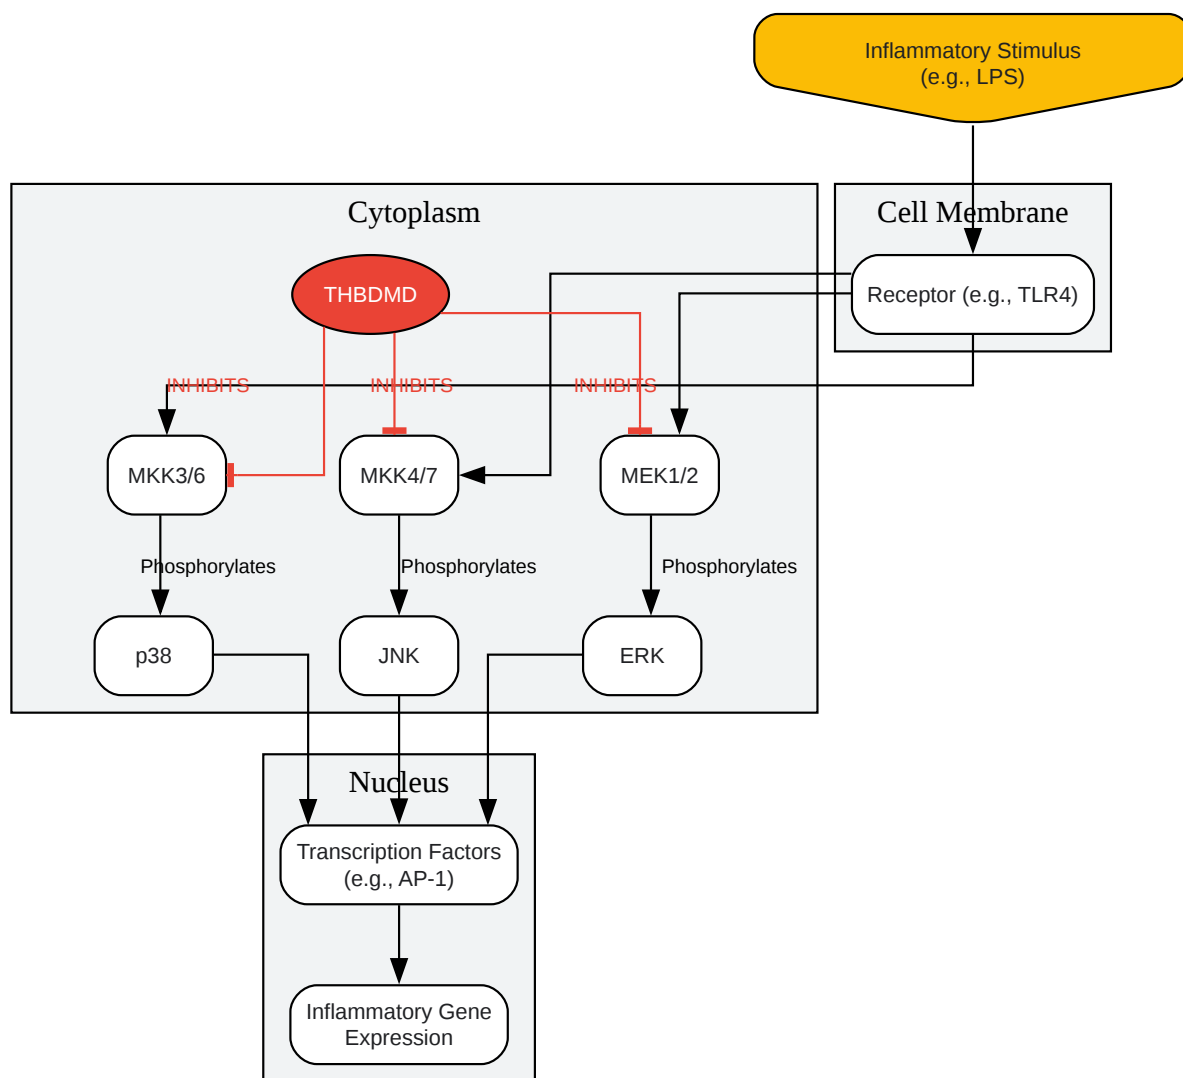 Inflammatory Stimulus
(e.g., LPS)
Cytoplasm
Cell Membrane
THBDMD
Receptor (e.g., TLR4)
INHIBITS
INHIBITS
INHIBITS
MKK3/6
MKK4/7
MEK1/2
Phosphorylates
Phosphorylates
Phosphorylates
p38
JNK
ERK
Nucleus
Transcription Factors
(e.g., AP-1)
Inflammatory Gene
Expression